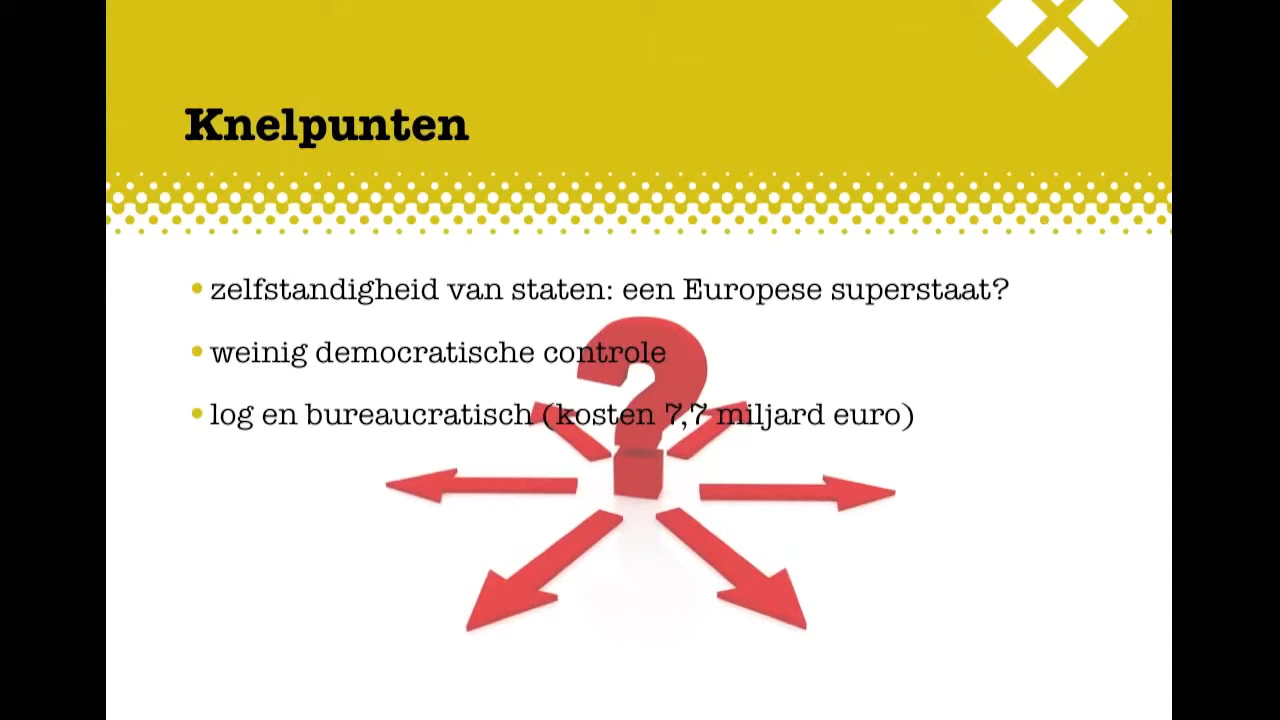 Knelpunten
• zelfstandigheid van staten: een Europese superstaat?
• weinig democratische controle
• log en bureaucratisch (kosten 7,7 miljard euro)
?